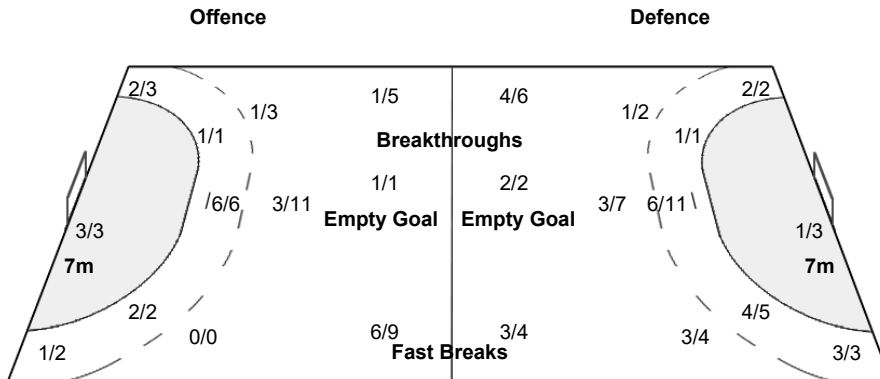 Offence Defence
2/3 1/3 1/5 4/6 1/2 2/2
1/1 Breakthroughs 1/1
1/1 2/2
6/6 3/11 3/7 6/11
3/3 Empty Goal Empty Goal 1/3
7m 7m
2/2 4/5
0/0 6/9 3/4 3/4
1/2 Fast Breaks 3/3